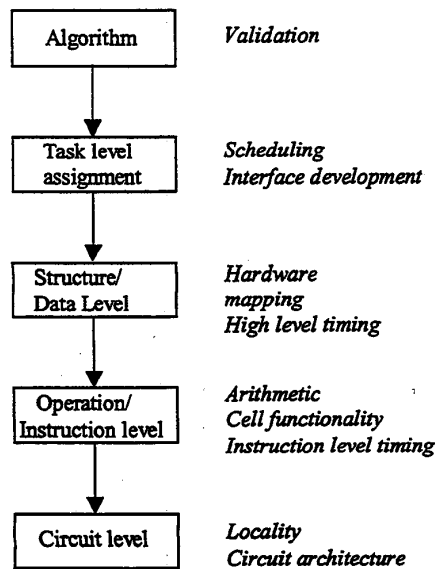 Algorithm
Validation
Task level
assignment
Scheduling
Interface development
Structure/
Data Level
Hardware
mapping
High level timing
Operation/
Instruction level
Arithmetic
Cell functionality
Instruction level timing
Circuit level
Locality
Circuit architecture